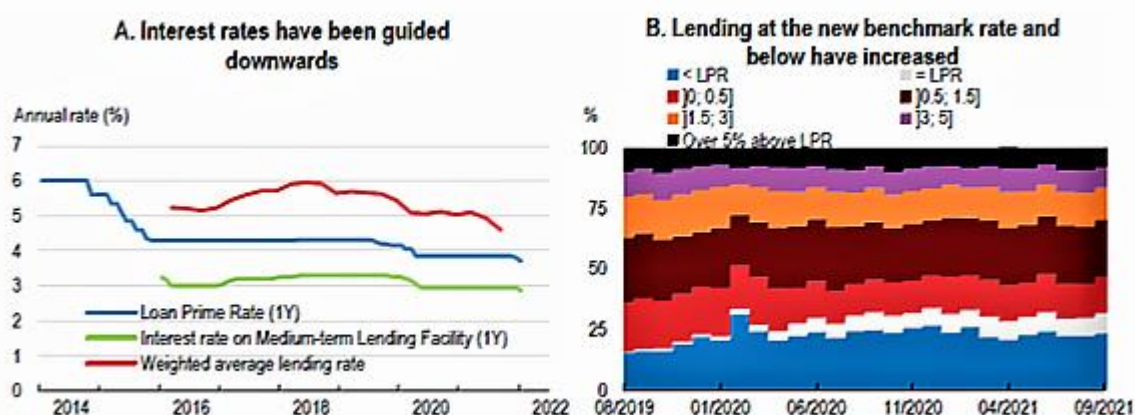 A. Interest rates have been guided
downwards
Annual rate (%)
7
6
5
4
3
2
1
0
Loan Prime Rate (1Y)
Interest rate on Medium-term Lending Facility (1Y)
Weighted average lending rate
2014 2016 2018 2020 2022
B. Lending at the new benchmark rate and
below have increased
< LPR = LPR
]0; 0.5] ]0.5; 1.5]
]1.5; 3] ]3; 5]
Over 5% above LPR
%
100
75
50
25
0
08/2019 01/2020 06/2020 11/2020 04/2021 09/2021